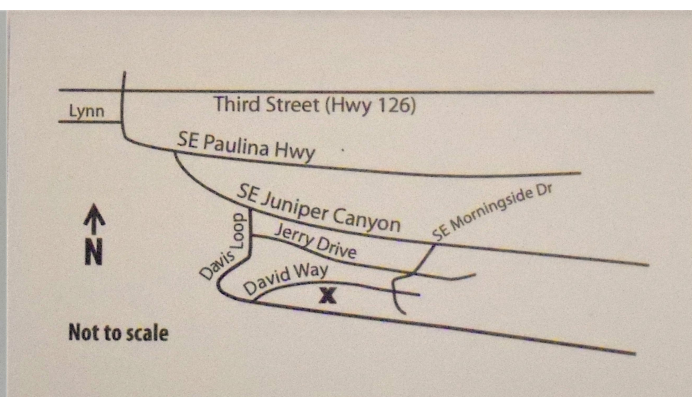 Lynn
Third Street (Hwy 126)
SE Paulina Hwy
SE Juniper Canyon
SE Morningside Dr
Davis Loop
Jerry Drive
David Way
X
N
Not to scale